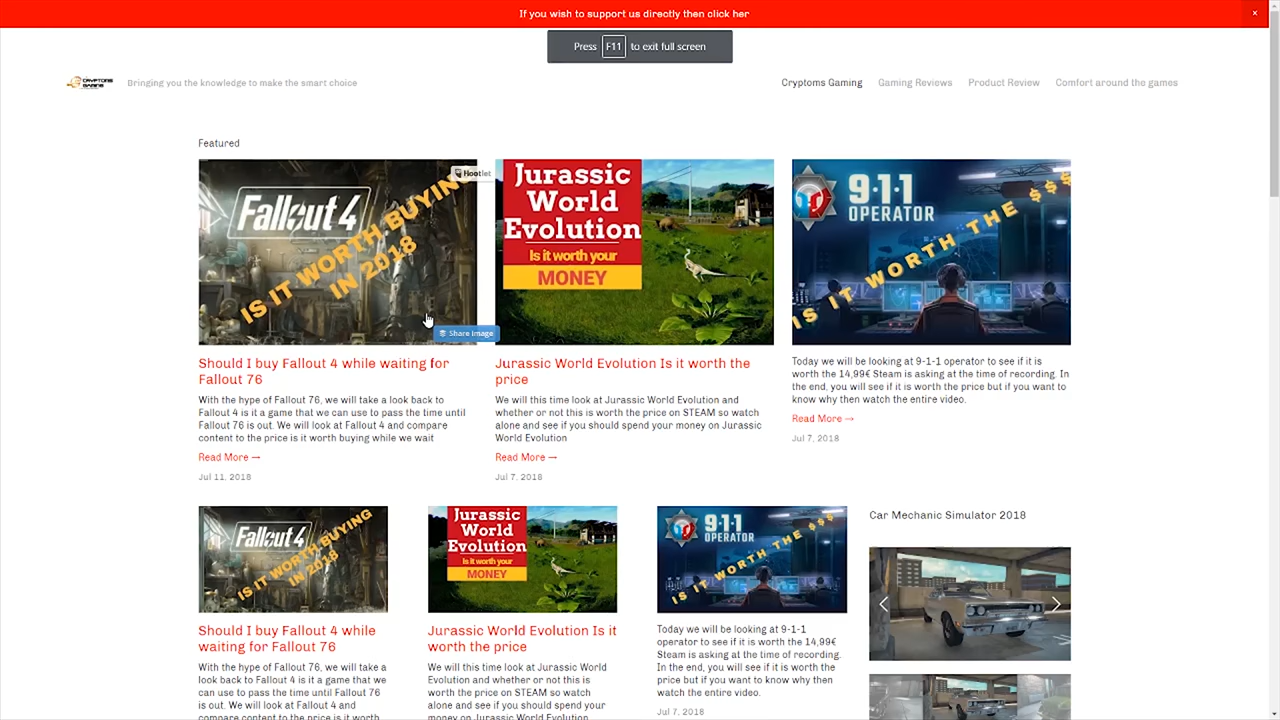 If you wish to support us directly then click her
×
Press F11 to exit full screen
CRYPTOMS GAMING
Bringing you the knowledge to make the smart choice
Cryptoms Gaming
Gaming Reviews
Product Review
Comfort around the games
Featured
Fallout 4
IS IT WORTH BUYING
IN 2018
Hootlet
Share Image
Jurassic
World
Evolution
Is it worth your
MONEY
9-1-1
OPERATOR
IS IT WORTH THE $$$
Should I buy Fallout 4 while waiting for
Fallout 76
With the hype of Fallout 76, we will take a look back to
Fallout 4 is it a game that we can use to pass the time until
Fallout 76 is out. We will look at Fallout 4 and compare
content to the price is it worth buying while we wait
Read More →
Jul 11, 2018
Jurassic World Evolution Is it worth the
price
We will this time look at Jurassic World Evolution and
whether or not this is worth the price on STEAM so watch
alone and see if you should spend your money on Jurassic
World Evolution
Read More →
Jul 7, 2018
Today we will be looking at 9-1-1 operator to see if it is
worth the 14,99€ Steam is asking at the time of recording. In
the end, you will see if it is worth the price but if you want to
know why then watch the entire video.
Read More →
Jul 7, 2018
Fallout 4
IS IT WORTH BUYING
IN 2018
Should I buy Fallout 4 while
waiting for Fallout 76
With the hype of Fallout 76, we will take a
look back to Fallout 4 is it a game that we
can use to pass the time until Fallout 76
is out. We will look at Fallout 4 and
compare content to the price is it worth
Jurassic
World
Evolution
Is it worth your
MONEY
Jurassic World Evolution Is it
worth the price
We will this time look at Jurassic World
Evolution and whether or not this is
worth the price on STEAM so watch
alone and see if you should spend your
money on Jurassic World Evolution
9-1-1
OPERATOR
IS IT WORTH THE $$$
Today we will be looking at 9-1-1
operator to see if it is worth the 14,99€
Steam is asking at the time of recording.
In the end, you will see if it is worth the
price but if you want to know why then
watch the entire video.
Jul 7, 2018
Car Mechanic Simulator 2018